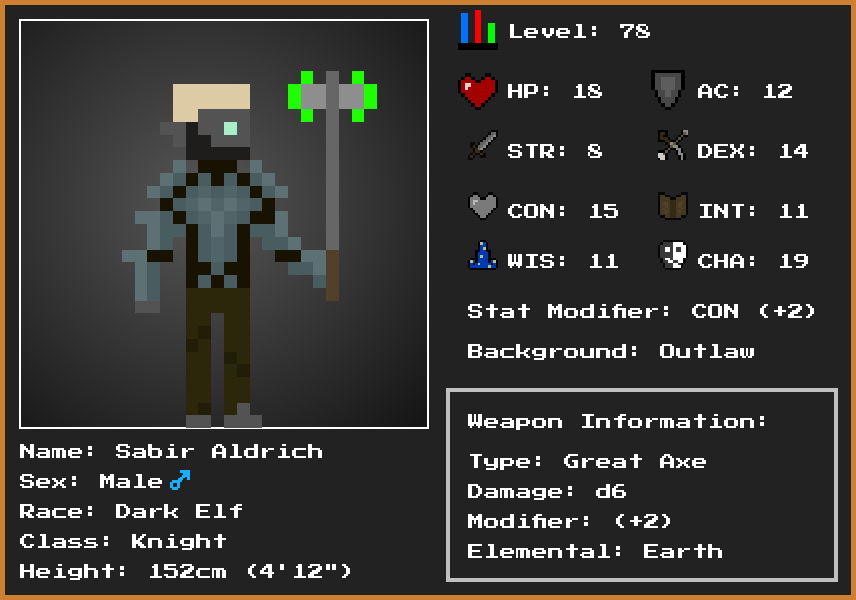 Level: 78
HP: 18
AC: 12
STR: 8
DEX: 14
CON: 15
INT: 11
WIS: 11
CHA: 19
Stat Modifier: CON (+2)
Background: Outlaw
Weapon Information:
Type: Great Axe
Damage: d6
Modifier: (+2)
Elemental: Earth
Name: Sabir Aldrich
Sex: Male♂
Race: Dark Elf
Class: Knight
Height: 152cm (4'12")